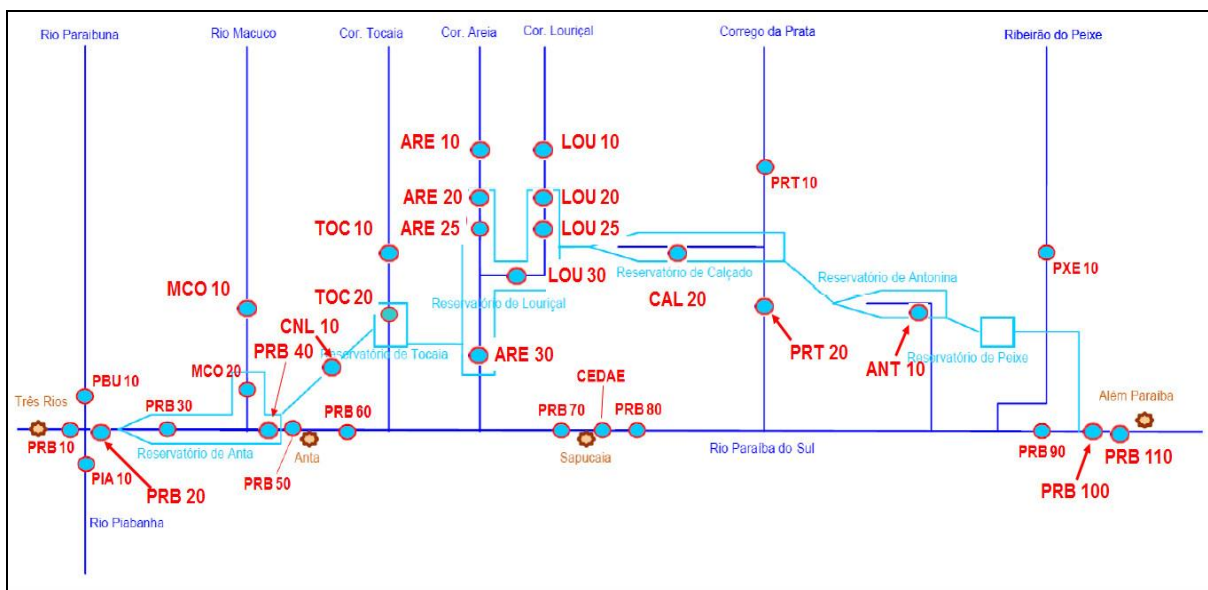 Rio Paraibuna
Rio Macuco
Cor. Tocaia
Cor. Areia
Cor. Louriçal
Corrego da Prata
Ribeirão do Peixe
ARE 10
LOU 10
PRT 10
ARE 20
LOU 20
ARE 25
LOU 25
TOC 10
PXE 10
LOU 30
Reservatório de Calçado
Reservatório de Antonina
MCO 10
TOC 20
Reservatório de Louriçal
CAL 20
CNL 10
PRB 40
Reservatório de Tocaia
PRT 20
ANT 10
Reservatório de Peixe
ARE 30
MCO 20
PBU 10
CEDAE
Três Rios
PRB 30
PRB 60
PRB 70
PRB 80
Além Paraiba
PRB 10
Reservatório de Anta
Anta
Sapucaia
Rio Paraíba do Sul
PRB 90
PRB 110
PIA 10
PRB 20
PRB 50
PRB 100
Rio Piabanha